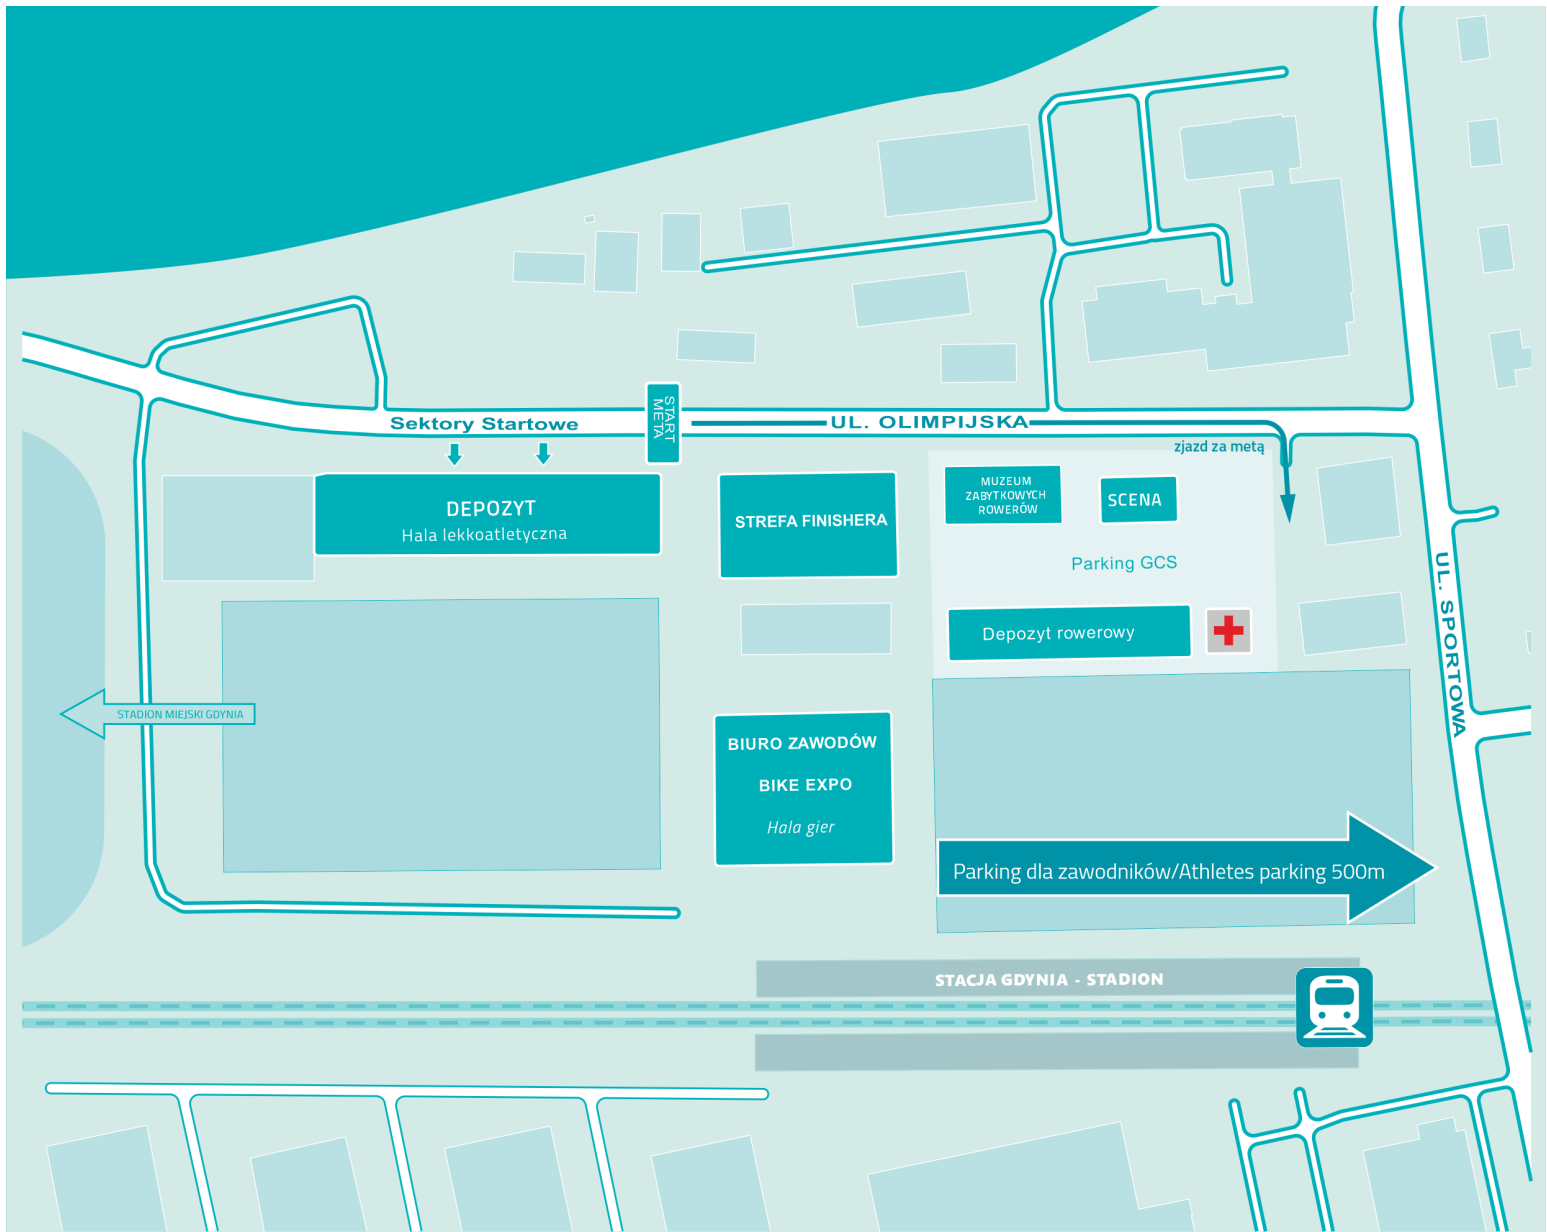 START
META
Sektory Startowe
UL. OLIMPIJSKA
zjazd za metą
DEPOZYT
Hala lekkoatletyczna
STREFA FINISHERA
MUZEUM
ZABYTKOWYCH
ROWERÓW
SCENA
Parking GCS
Depozyt rowerowy
UL. SPORTOWA
STADION MIEJSKI GDYNIA
BIURO ZAWODÓW
BIKE EXPO
Hala gier
Parking dla zawodników/Athletes parking 500m
STACJA GDYNIA - STADION